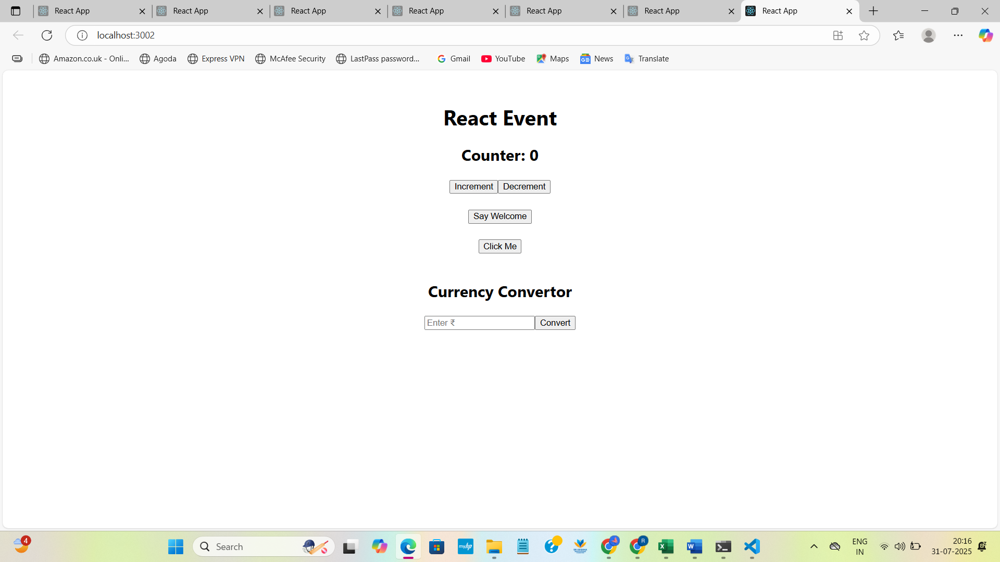 React App
React App
React App
React App
React App
React App
React App
localhost:3002
Amazon.co.uk - Onli...
Agoda
Express VPN
McAfee Security
LastPass password...
Gmail
YouTube
Maps
News
Translate
React Event
Counter: 0
Increment
Decrement
Say Welcome
Click Me
Currency Convertor
Enter ₹
Convert
4
Search
myhp
ENG
IN
20:16
31-07-2025